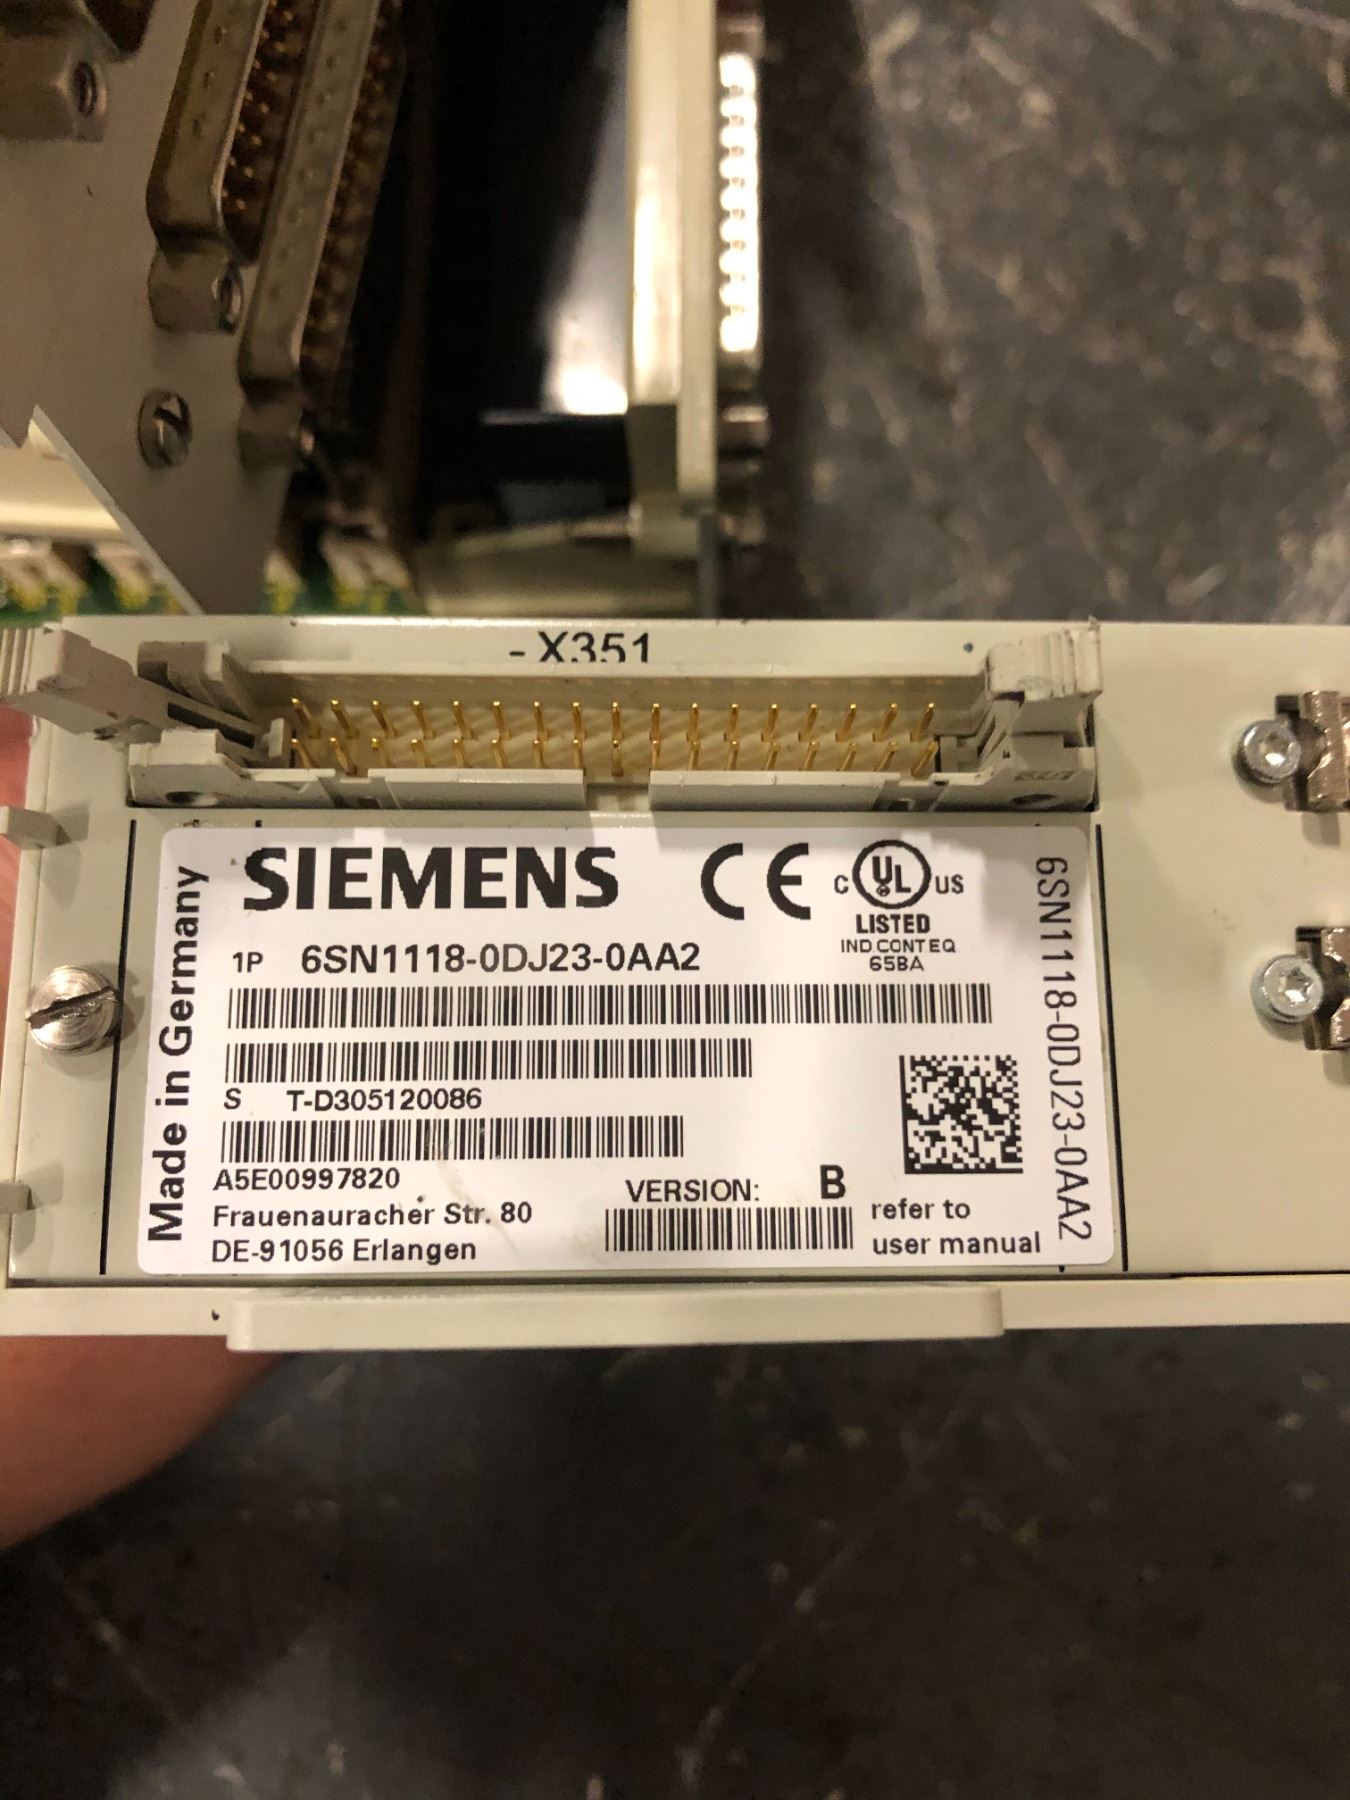 - X351
SIEMENS
CE
C UL US
LISTED
IND.CONT.EQ
65BA
1P 6SN1118-0DJ23-0AA2
S T-D305120086
A5E00997820
VERSION: B
Frauenauracher Str. 80
DE-91056 Erlangen
refer to
user manual
Made in Germany
6SN1118-0DJ23-0AA2